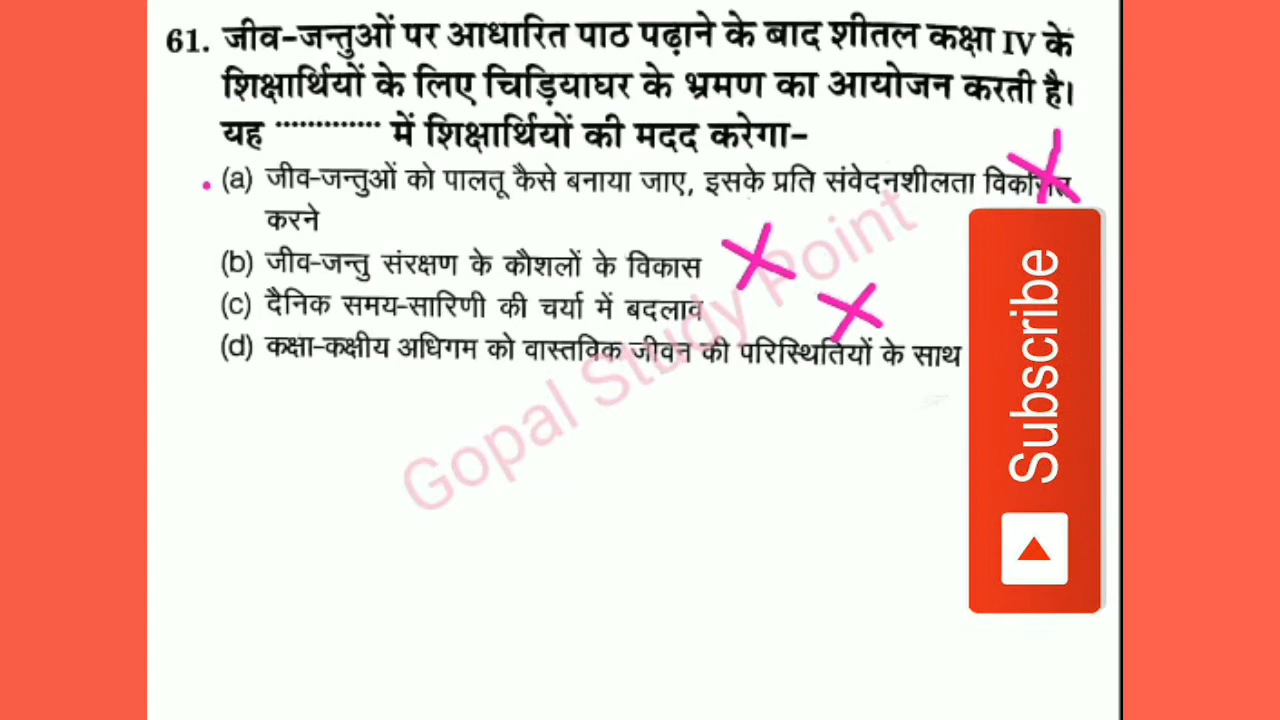 61. जीव-जन्तुओं पर आधारित पाठ पढ़ाने के बाद शीतल कक्षा IV के
शिक्षार्थियों के लिए चिड़ियाघर के भ्रमण का आयोजन करती है।
यह ............. में शिक्षार्थियों की मदद करेगा-
(a) जीव-जन्तुओं को पालतू कैसे बनाया जाए, इसके प्रति संवेदनशीलता विकसित
करने
(b) जीव-जन्तु संरक्षण के कौशलों के विकास
(c) दैनिक समय-सारिणी की चर्या में बदलाव
(d) कक्षा-कक्षीय अधिगम को वास्तविक जीवन की परिस्थितियों के साथ
Gopal Study Point
Subscribe